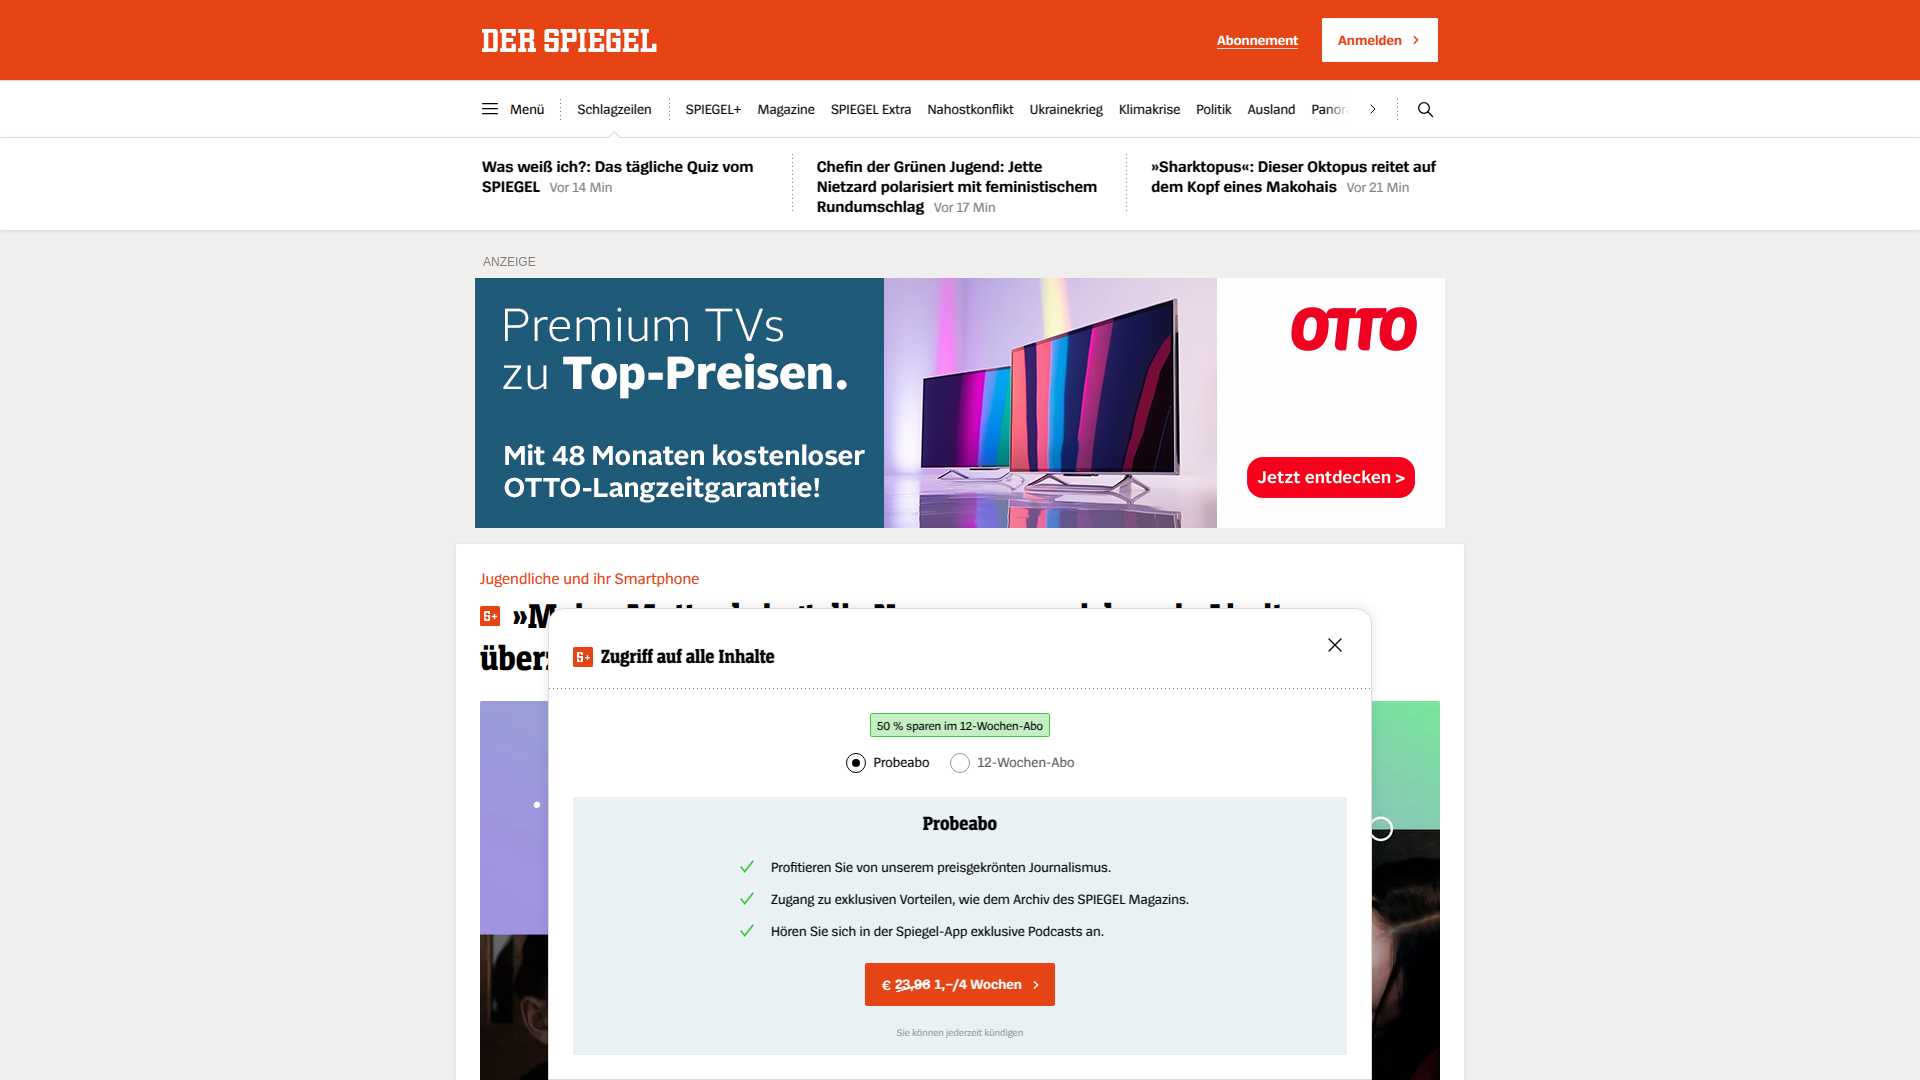 DER SPIEGEL
Abonnement
Anmelden
Menü
Schlagzeilen
SPIEGEL+
Magazine
SPIEGEL Extra
Nahostkonflikt
Ukrainekrieg
Klimakrise
Politik
Ausland
Was weiß ich?: Das tägliche Quiz vom
SPIEGEL Vor 14 Min
Chefin der Grünen Jugend: Jette
Nietzard polarisiert mit feministischem
Rundumschlag Vor 17 Min
»Sharktopus«: Dieser Oktopus reitet auf
dem Kopf eines Makohais Vor 21 Min
ANZEIGE
Premium TVs
zu Top-Preisen.
Mit 48 Monaten kostenloser
OTTO-Langzeitgarantie!
OTTO
Jetzt entdecken >
Jugendliche und ihr Smartphone
Zugriff auf alle Inhalte
50 % sparen im 12-Wochen-Abo
Probeabo
12-Wochen-Abo
Probeabo
Profitieren Sie von unserem preisgekrönten Journalismus.
Zugang zu exklusiven Vorteilen, wie dem Archiv des SPIEGEL Magazins.
Hören Sie sich in der Spiegel-App exklusive Podcasts an.
€ 23,96 1,–/4 Wochen
Sie können jederzeit kündigen